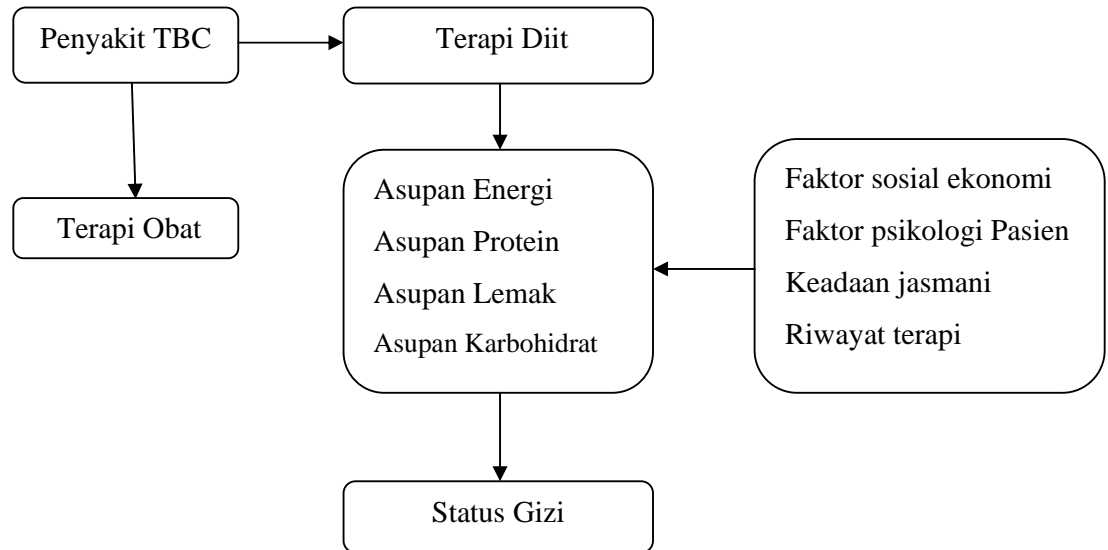 Penyakit TBC
Terapi Diit
Terapi Obat
Asupan Energi
Asupan Protein
Asupan Lemak
Asupan Karbohidrat
Faktor sosial ekonomi
Faktor psikologi Pasien
Keadaan jasmani
Riwayat terapi
Status Gizi